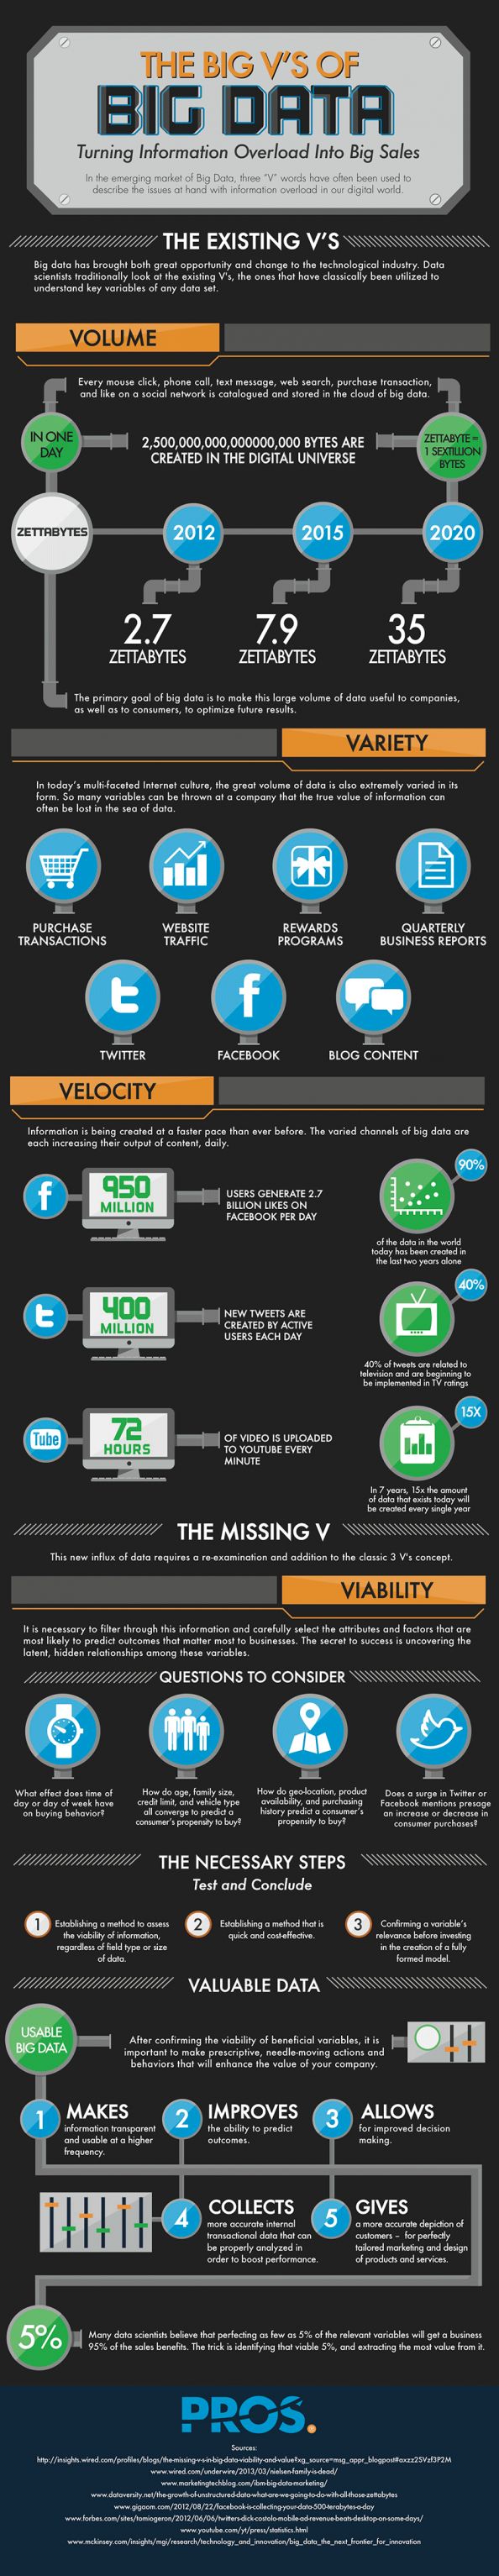 THE BIG V'S OF
BIG DATA
Turning Information Overload Into Big Sales
In the emerging market of Big Data, three "V" words have often been used to
describe the issues at hand with information overload in our digital world.
THE EXISTING V'S
Big data has brought both great opportunity and change to the technological industry. Data
scientists traditionally look at the existing V's, the ones that have classically been utilized to
understand key variables of any data set.
VOLUME
Every mouse click, phone call, text message, web search, purchase transaction,
and like on a social network is catalogued and stored in the cloud of big data.
IN ONE
DAY
2,500,000,000,000000,000 BYTES ARE
CREATED IN THE DIGITAL UNIVERSE
ZETTABYTE =
1 SEXTILLION
BYTES
ZETTABYTES
2012
2015
2020
2.7
ZETTABYTES
7.9
ZETTABYTES
35
ZETTABYTES
The primary goal of big data is to make this large volume of data useful to companies,
as well as to consumers, to optimize future results.
VARIETY
In today's multi-faceted Internet culture, the great volume of data is also extremely varied in its
form. So many variables can be thrown at a company that the true value of information can
often be lost in the sea of data.
PURCHASE
TRANSACTIONS
WEBSITE
TRAFFIC
REWARDS
PROGRAMS
QUARTERLY
BUSINESS REPORTS
TWITTER
FACEBOOK
BLOG CONTENT
VELOCITY
Information is being created at a faster pace than ever before. The varied channels of big data are
each increasing their output of content, daily.
950
MILLION
USERS GENERATE 2.7
BILLION LIKES ON
FACEBOOK PER DAY
90%
of the data in the world
today has been created in
the last two years alone
400
MILLION
NEW TWEETS ARE
CREATED BY ACTIVE
USERS EACH DAY
40%
40% of tweets are related to
television and are beginning to
be implemented in TV ratings
Tube
72
HOURS
OF VIDEO IS UPLOADED
TO YOUTUBE EVERY
MINUTE
15X
In 7 years, 15x the amount
of data that exists today will
be created every single year
THE MISSING V
This new influx of data requires a re-examination and addition to the classic 3 V's concept.
VIABILITY
It is necessary to filter through this information and carefully select the attributes and factors that are
most likely to predict outcomes that matter most to businesses. The secret to success is uncovering the
latent, hidden relationships among these variables.
QUESTIONS TO CONSIDER
What effect does time of
day or day of week have
on buying behavior?
How do age, family size,
credit limit, and vehicle type
all converge to predict a
consumer's propensity to buy?
How do geo-location, product
availability, and purchasing
history predict a consumer's
propensity to buy?
Does a surge in Twitter or
Facebook mentions presage
an increase or decrease in
consumer purchases?
THE NECESSARY STEPS
Test and Conclude
1
Establishing a method to assess
the viability of information,
regardless of field type or size
of data.
2
Establishing a method that is
quick and cost-effective.
3
Confirming a variable's
relevance before investing
in the creation of a fully
formed model.
VALUABLE DATA
USABLE
BIG DATA
After confirming the viability of beneficial variables, it is
important to make prescriptive, needle-moving actions and
behaviors that will enhance the value of your company.
1
MAKES
information transparent
and usable at a higher
frequency.
2
IMPROVES
the ability to predict
outcomes.
3
ALLOWS
for improved decision
making.
4
COLLECTS
more accurate internal
transactional data that can
be properly analyzed in
order to boost performance.
5
GIVES
a more accurate depiction of
customers – for perfectly
tailored marketing and design
of products and services.
5%
Many data scientists believe that perfecting as few as 5% of the relevant variables will get a business
95% of the sales benefits. The trick is identifying that viable 5%, and extracting the most value from it.
PROS
Sources:
www.wired.com/underwire/2013/03/nielsen-family-is-dead/
www.marketingtechblog.com/ibm-big-data-marketing/
www.dataversity.net/the-growth-of-unstructured-data-what-are-we-going-to-do-with-all-those-zettabytes
www.gigaom.com/2012/08/22/facebook-is-collecting-your-data-500-terabytes-a-day
www.forbes.com/sites/tomiogeron/2012/06/06/twitters-dick-costolo-mobile-ad-revenue-beats-desktop-on-some-days/
www.youtube.com/yt/press/statistics.html
www.mckinsey.com/insights/mgi/research/technology_and_innovation/big_data_the_next_frontier_for_innovation